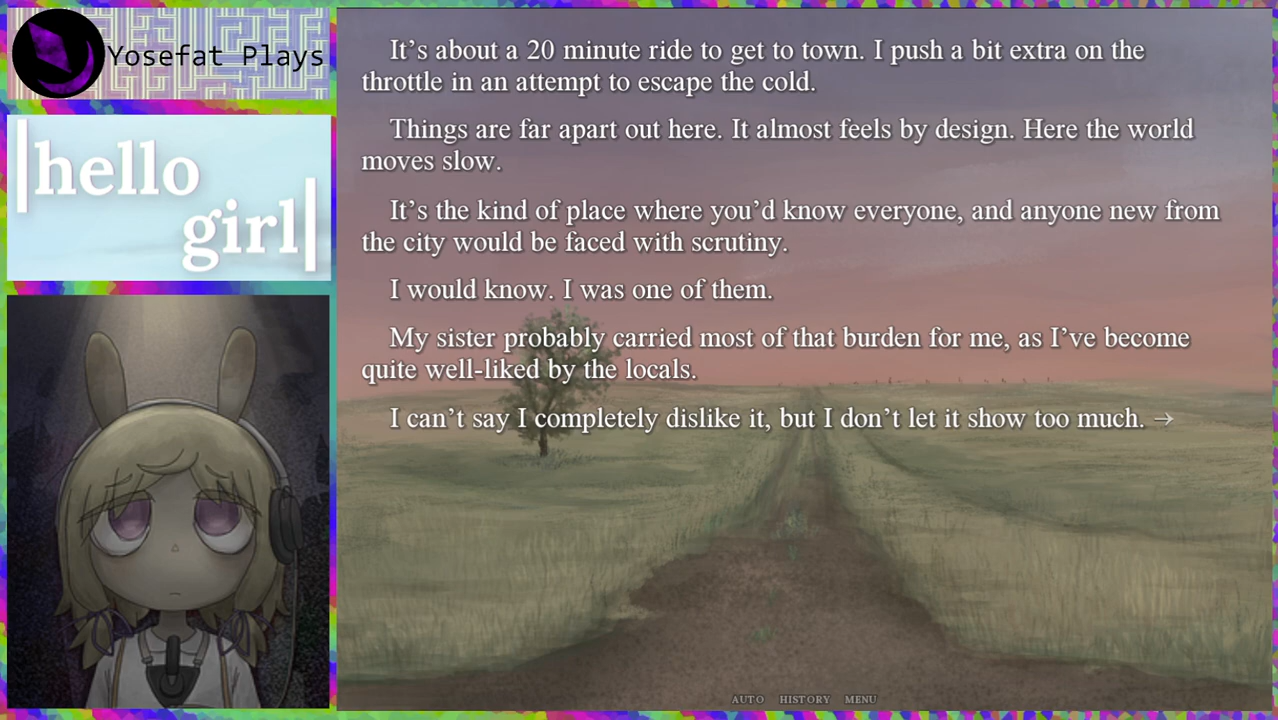 Yosefat Plays
|hello
girl|
It’s about a 20 minute ride to get to town. I push a bit extra on the
throttle in an attempt to escape the cold.
Things are far apart out here. It almost feels by design. Here the world
moves slow.
It’s the kind of place where you’d know everyone, and anyone new from
the city would be faced with scrutiny.
I would know. I was one of them.
My sister probably carried most of that burden for me, as I’ve become
quite well-liked by the locals.
I can’t say I completely dislike it, but I don’t let it show too much. →
AUTO HISTORY MENU